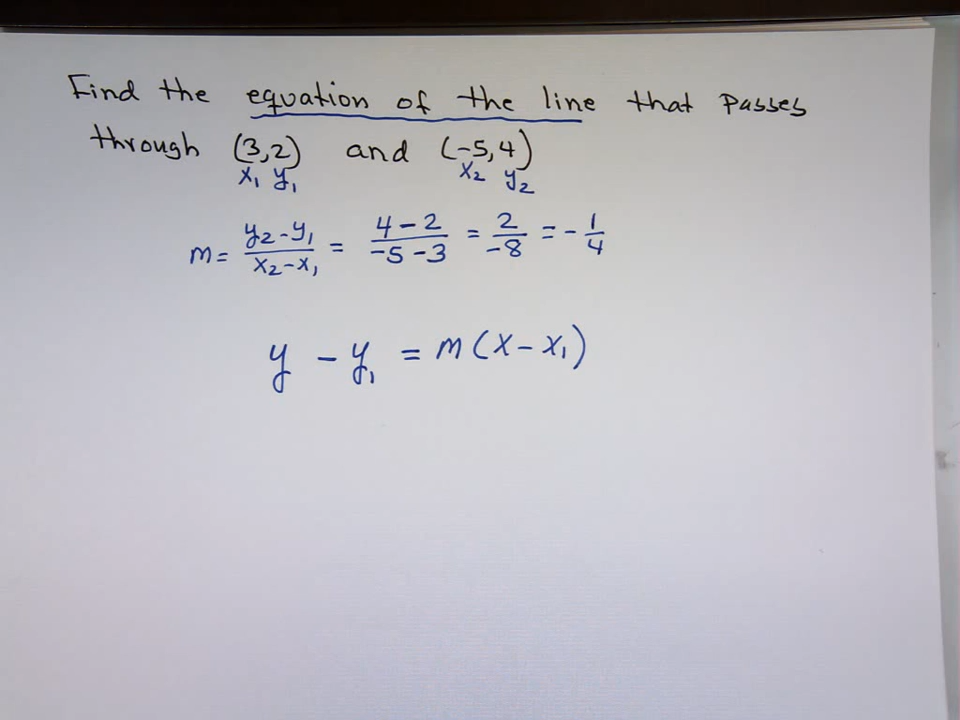 Find the equation of the line that passes
through (3,2) and (-5,4)
x₁ y₁ x₂ y₂
m = y₂-y₁/x₂-x₁ = 4-2/-5-3 = 2/-8 = -1/4
y - y₁ = m(x - x₁)